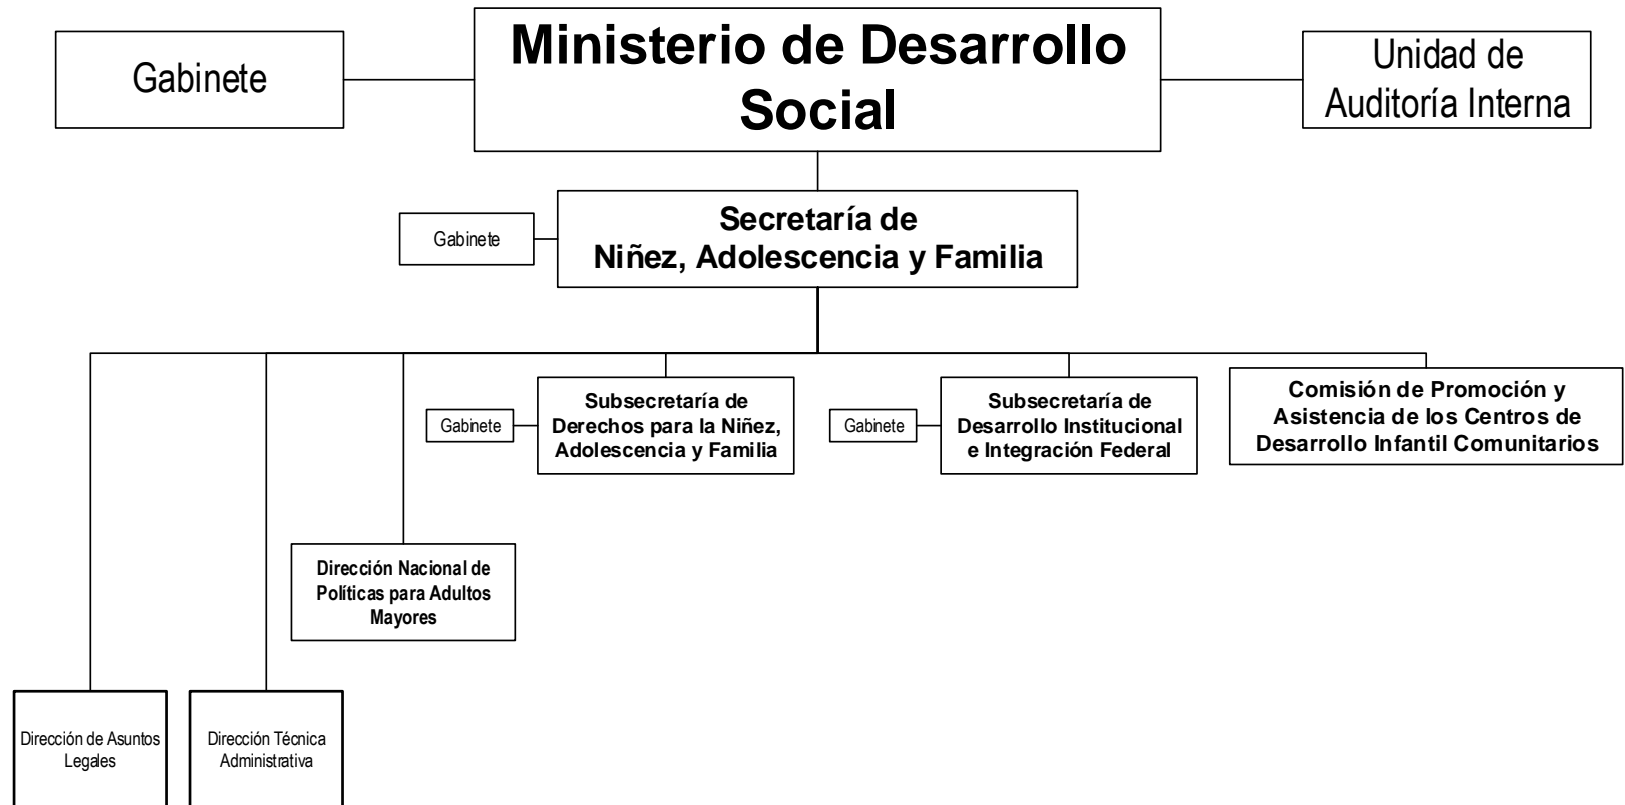 Gabinete
Ministerio de Desarrollo
Social
Unidad de
Auditoría Interna
Gabinete
Secretaría de
Niñez, Adolescencia y Familia
Gabinete
Subsecretaría de
Derechos para la Niñez,
Adolescencia y Familia
Gabinete
Subsecretaría de
Desarrollo Institucional
e Integración Federal
Comisión de Promoción y
Asistencia de los Centros de
Desarrollo Infantil Comunitarios
Dirección Nacional de
Políticas para Adultos
Mayores
Dirección de Asuntos
Legales
Dirección Técnica
Administrativa